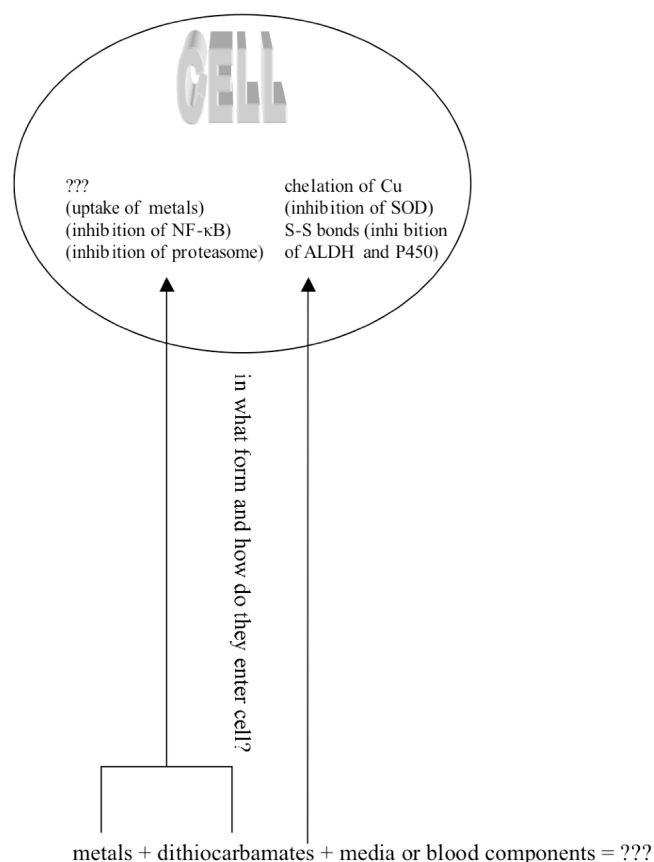 CELL
???
(uptake of metals)
(inhibition of NF-κB)
(inhibition of proteasome)
chelation of Cu
(inhibition of SOD)
S-S bonds (inhi bition
of ALDH and P450)
in what form and how do they enter cell?
metals + dithiocarbamates + media or blood components = ???